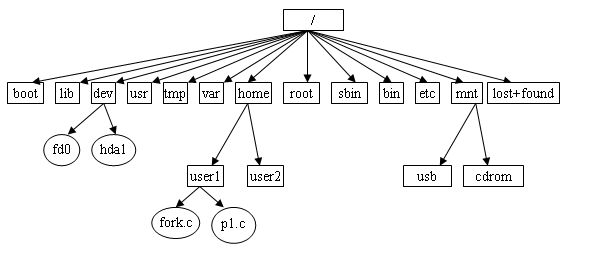 /
boot lib dev usr tmp var home root sbin bin etc mnt lost+found
fd0 hda1
user1 user2 usb cdrom
fork.c p1.c